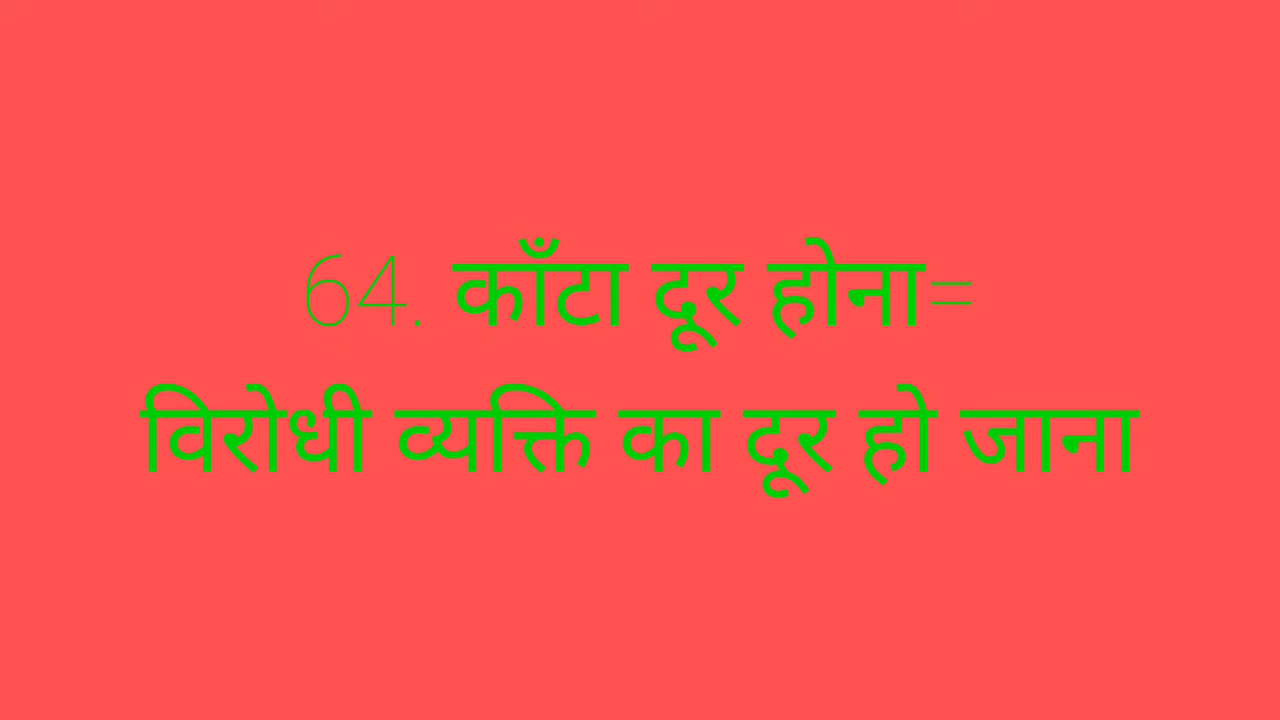 64. काँटा दूर होना=
विरोधी व्यक्ति का दूर हो जाना